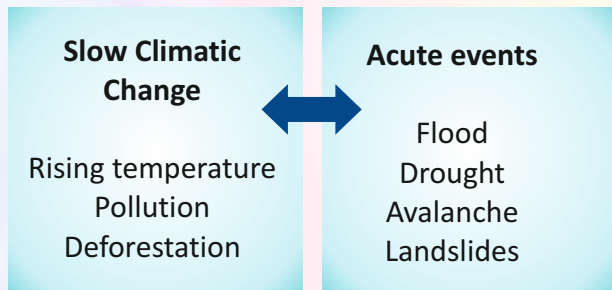 Slow Climatic
Change
Rising temperature
Pollution
Deforestation
Acute events
Flood
Drought
Avalanche
Landslides